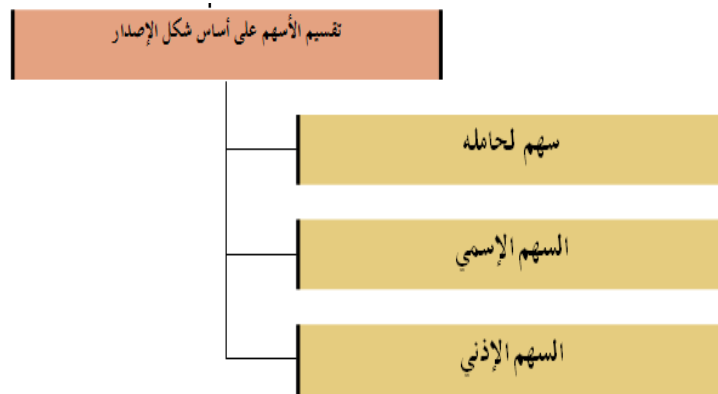 تقسيم الأسهم على أساس شكل الإصدار
سهم لحامله
السهم الإسمي
السهم الإذني